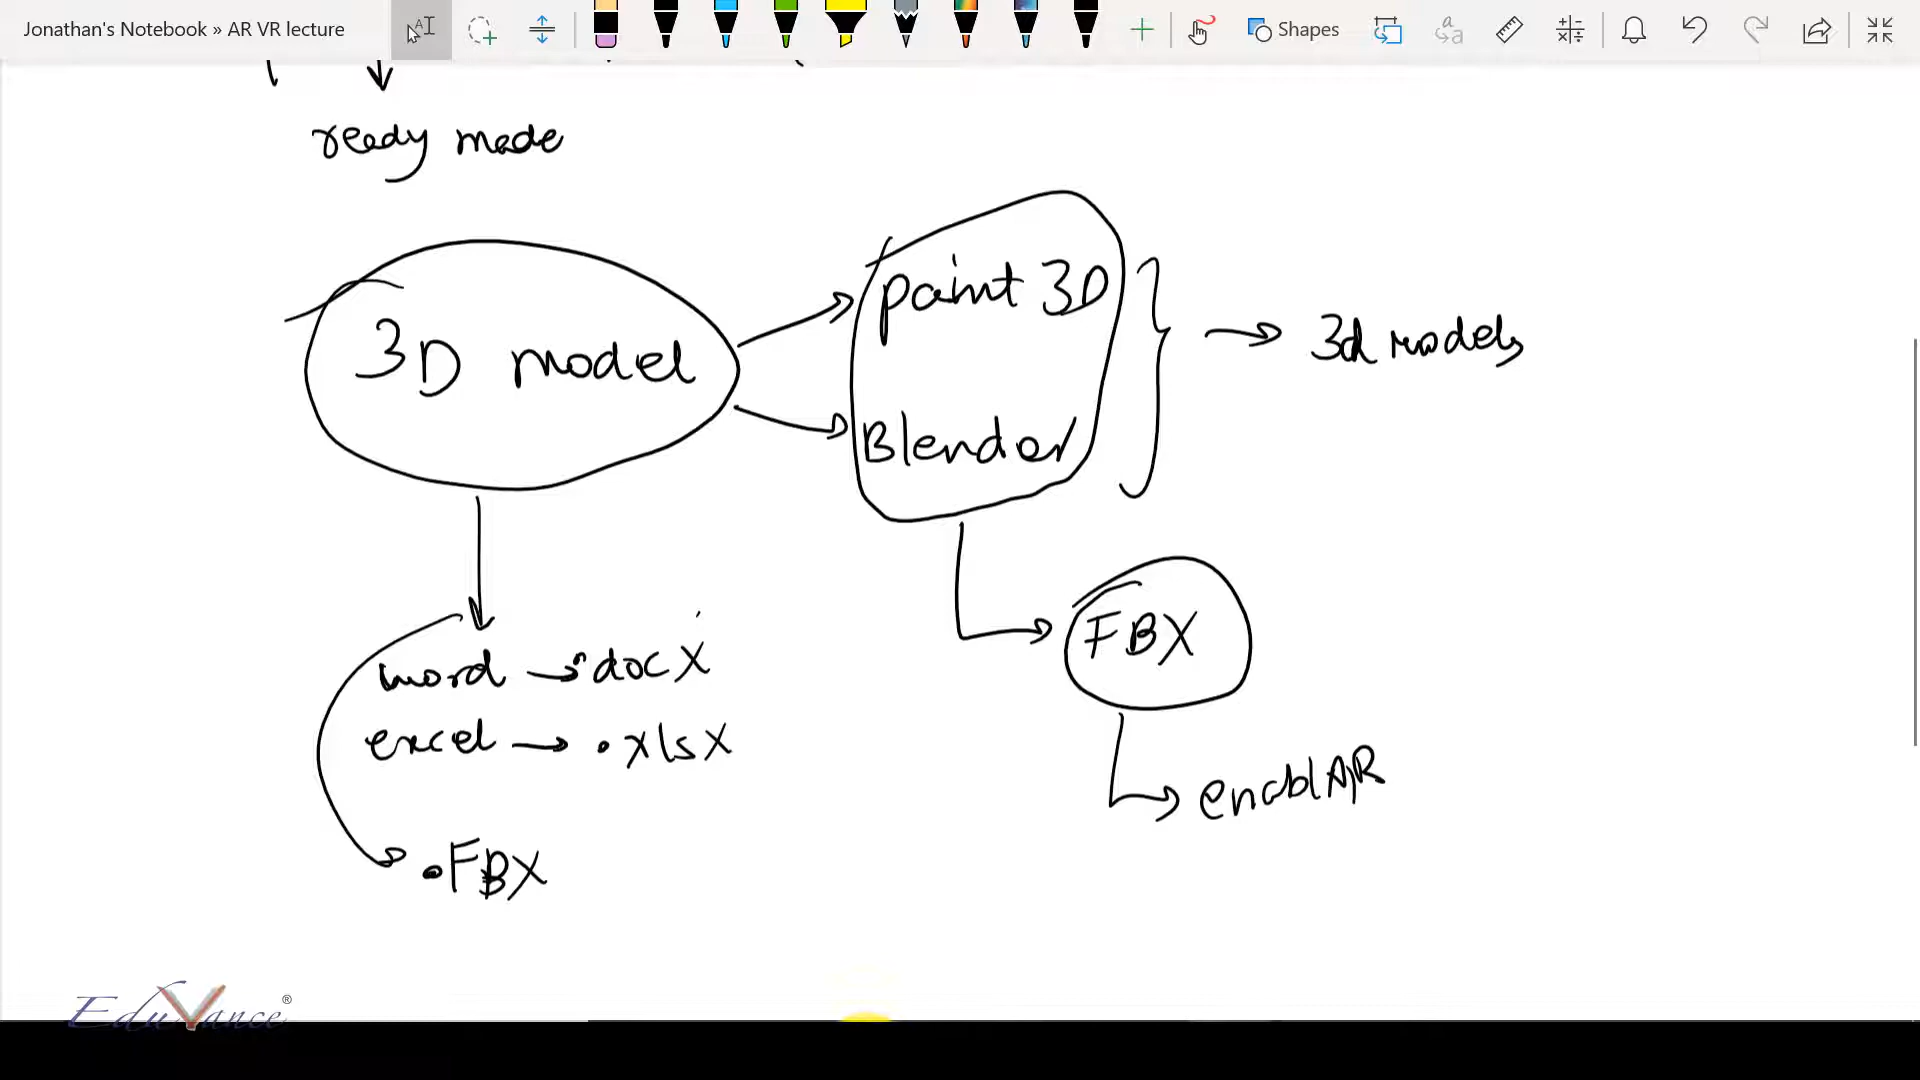 Jonathan's Notebook » AR VR lecture
Shapes
ready made
3D model
paint 3D
Blender
3d models
FBX
word → docX
excel → .xlsX
enablAR
.FBX
EduVance®